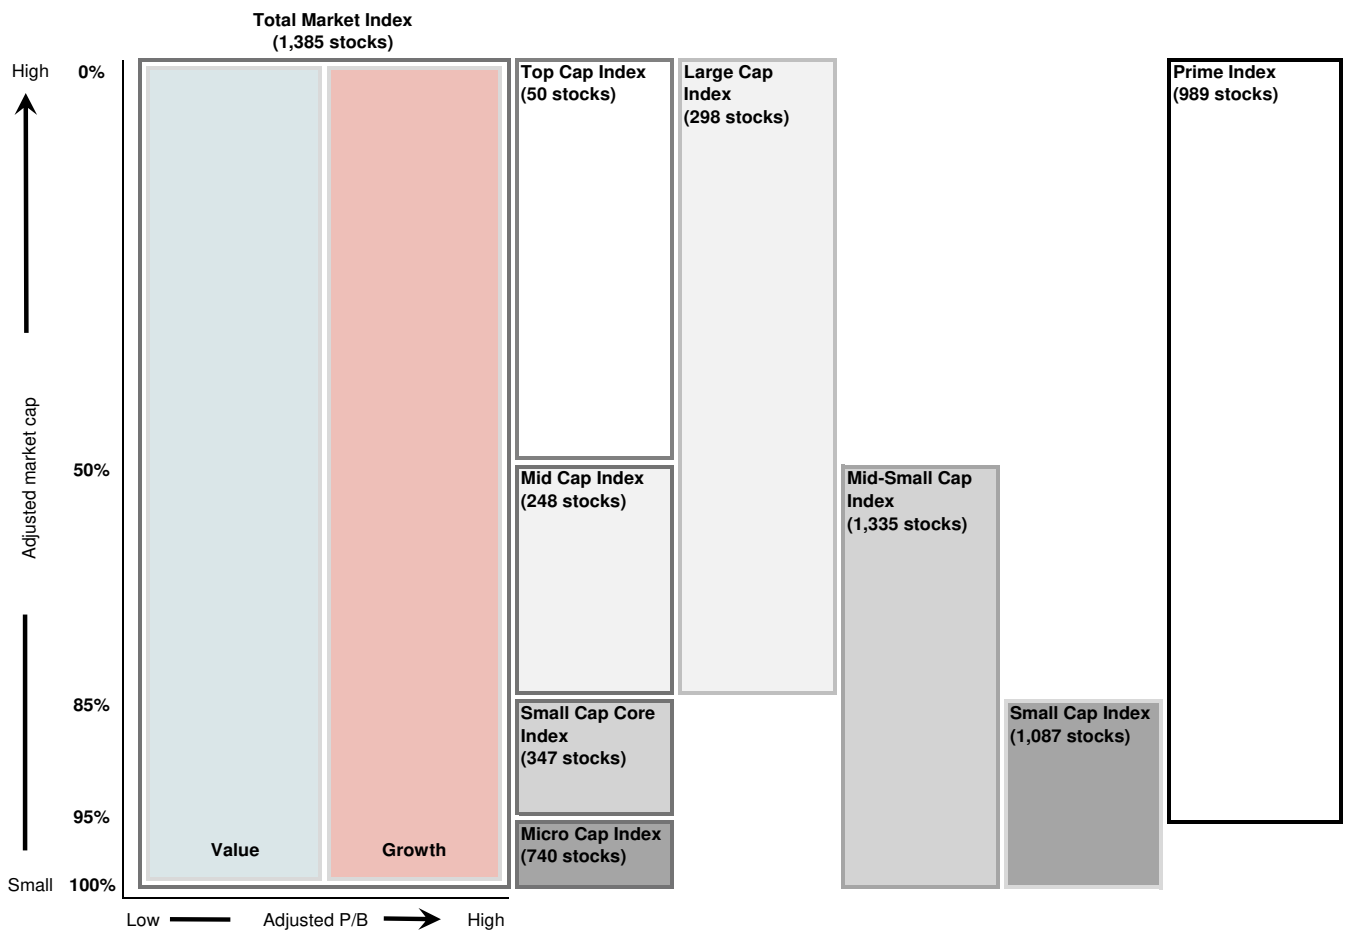 Total Market Index
(1,385 stocks)
High
0%
Top Cap Index
(50 stocks)
Large Cap
Index
(298 stocks)
Prime Index
(989 stocks)
Adjusted market cap
50%
Mid Cap Index
(248 stocks)
Mid-Small Cap
Index
(1,335 stocks)
85%
Small Cap Core
Index
(347 stocks)
Small Cap Index
(1,087 stocks)
95%
Micro Cap Index
(740 stocks)
Value
Growth
Small
100%
Low
Adjusted P/B
High